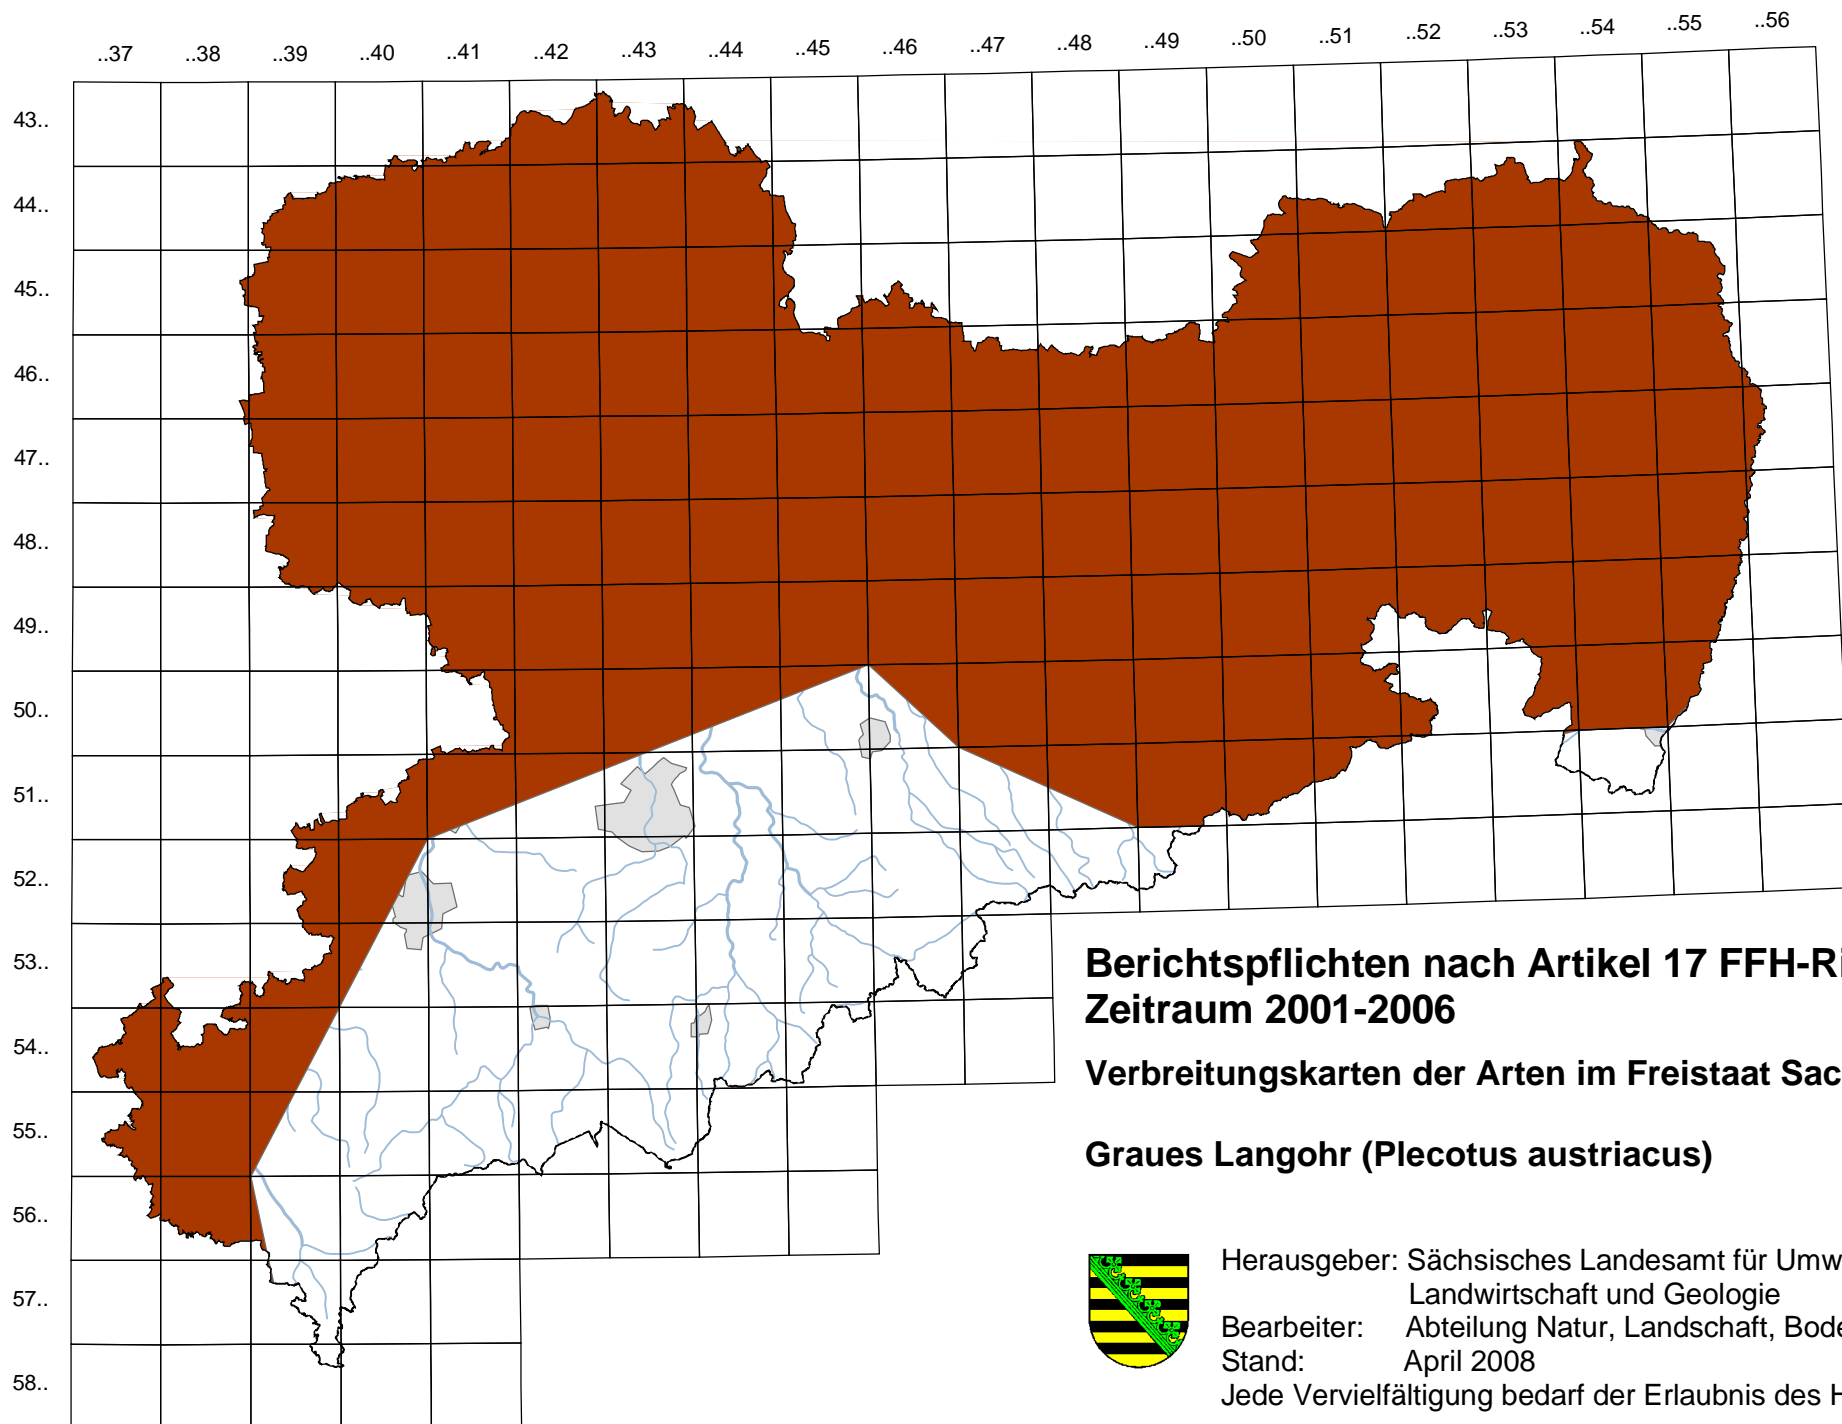 ..37 ..38 ..39 ..40 ..41 ..42 ..43 ..44 ..45 ..46 ..47 ..48 ..49 ..50 ..51 ..52 ..53 ..54 ..55 ..56
43..
44..
45..
46..
47..
48..
49..
50..
51..
52..
53..
54..
55..
56..
57..
58..
Berichtspflichten nach Artikel 17 FFH-Ri
Zeitraum 2001-2006
Verbreitungskarten der Arten im Freistaat Sac
Graues Langohr (Plecotus austriacus)
Herausgeber: Sächsisches Landesamt für Umw
Landwirtschaft und Geologie
Bearbeiter: Abteilung Natur, Landschaft, Bode
Stand: April 2008
Jede Vervielfältigung bedarf der Erlaubnis des H